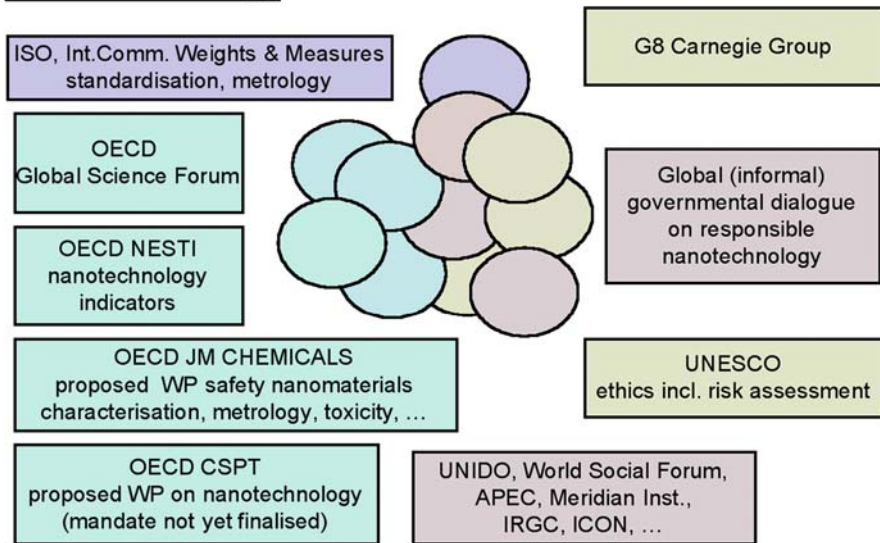 ISO, Int.Comm. Weights & Measures
standardisation, metrology
G8 Carnegie Group
OECD
Global Science Forum
Global (informal)
governmental dialogue
on responsible
nanotechnology
OECD NESTI
nanotechnology
indicators
OECD JM CHEMICALS
proposed WP safety nanomaterials
characterisation, metrology, toxicity, …
UNESCO
ethics incl. risk assessment
OECD CSPT
proposed WP on nanotechnology
(mandate not yet finalised)
UNIDO, World Social Forum,
APEC, Meridian Inst.,
IRGC, ICON, …